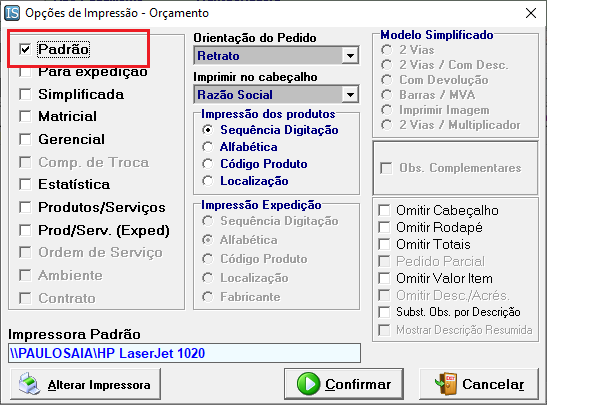 IS Opções de Impressão - Orçamento
Padrão
Para expedição
Simplificada
Matricial
Gerencial
Comp. de Troca
Estatística
Produtos/Serviços
Prod/Serv. (Exped)
Ordem de Serviço
Ambiente
Contrato
Orientação do Pedido
Retrato
Imprimir no cabeçalho
Razão Social
Impressão dos produtos
Sequência Digitação
Alfabética
Código Produto
Localização
Impressão Expedição
Sequência Digitação
Alfabética
Código Produto
Localização
Fabricante
Modelo Simplificado
2 Vias
2 Vias / Com Desc.
Com Devolução
Barras / MVA
Imprimir Imagem
2 Vias / Multiplicador
Obs. Complementares
Omitir Cabeçalho
Omitir Rodapé
Omitir Totais
Pedido Parcial
Omitir Valor Item
Omitir Desc./Acrés.
Subst. Obs. por Descrição
Mostrar Descrição Resumida
Impressora Padrão
\\PAULOSAIA\HP LaserJet 1020
Alterar Impressora
Confirmar
Cancelar